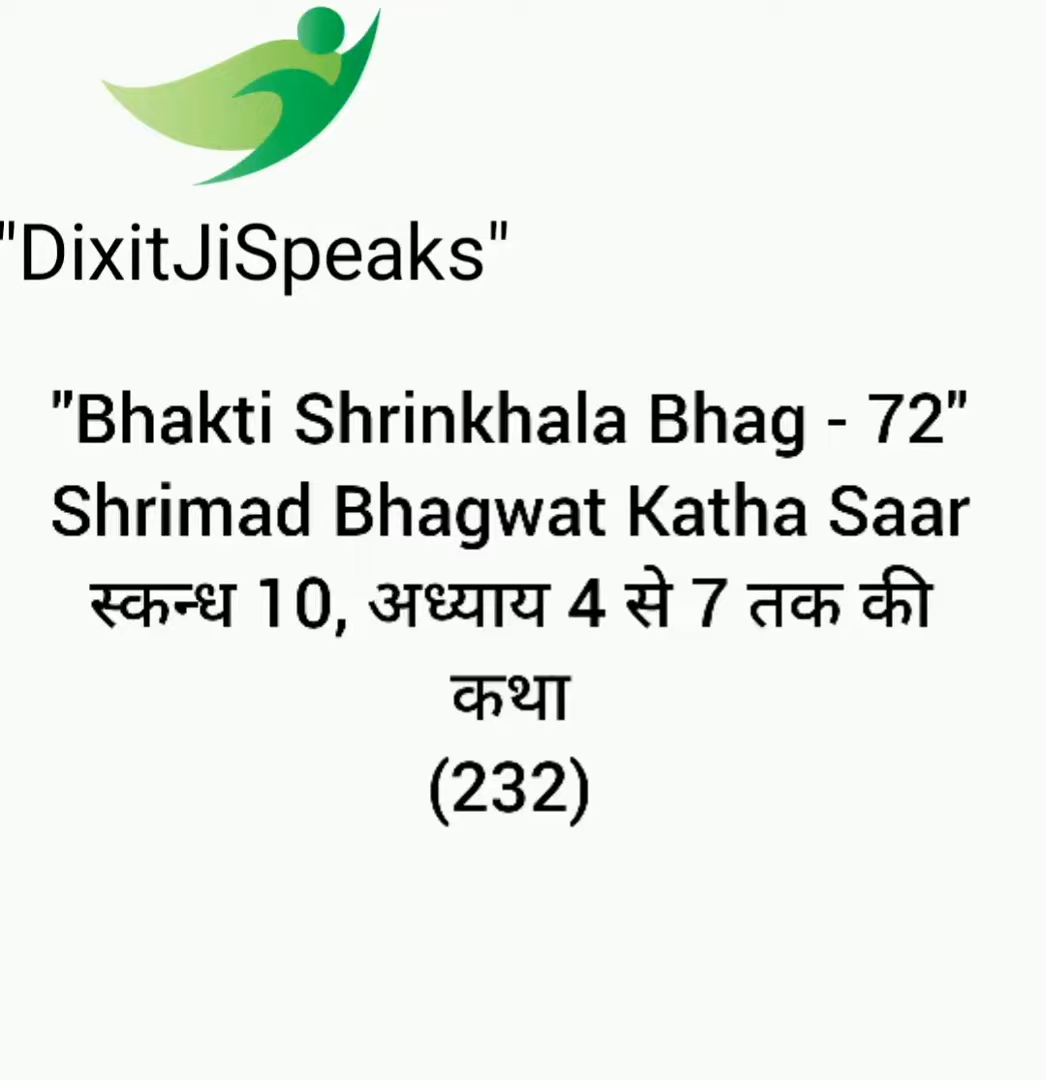 "DixitJiSpeaks"
"Bhakti Shrinkhala Bhag - 72"
Shrimad Bhagwat Katha Saar
स्कन्ध 10, अध्याय 4 से 7 तक की
कथा
(232)